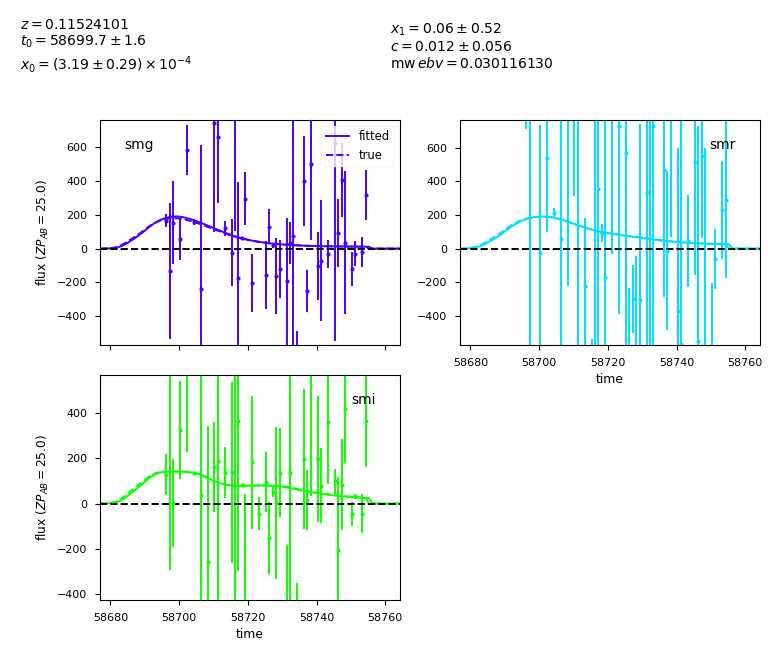 z = 0.11524101
t₀ = 58699.7 ± 1.6
x₀ = (3.19 ± 0.29) × 10⁻⁴
x₁ = 0.06 ± 0.52
c = 0.012 ± 0.056
mw ebv = 0.030116130
smg
fitted
true
600
400
200
0
−200
−400
flux (ZP_AB = 25.0)
smr
600
400
200
0
−200
−400
58680 58700 58720 58740 58760
time
smi
400
200
0
−200
−400
flux (ZP_AB = 25.0)
58680 58700 58720 58740 58760
time